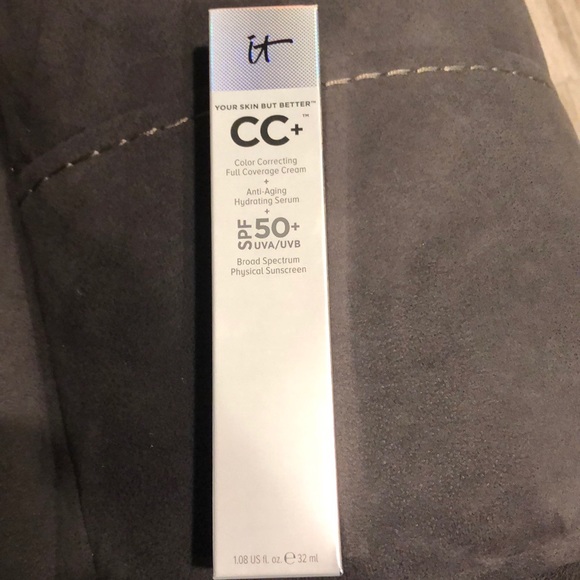 it
YOUR SKIN BUT BETTER™
CC+™
Color Correcting
Full Coverage Cream
+
Anti-Aging
Hydrating Serum
+
SPF 50+
UVA/UVB
Broad Spectrum
Physical Sunscreen
1.08 US fl. oz. ℮ 32 ml